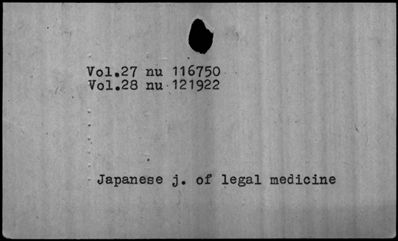 Vol.27 nu 116750
Vol.28 nu 121922
Japanese j. of legal medicine